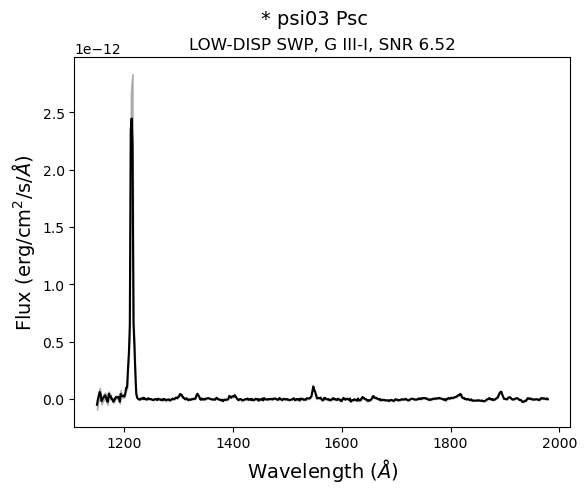 * psi03 Psc
LOW-DISP SWP, G III-I, SNR 6.52
1e−12
2.5
2.0
1.5
1.0
0.5
0.0
Flux (erg/cm²/s/Å)
1200 1400 1600 1800 2000
Wavelength (Å)